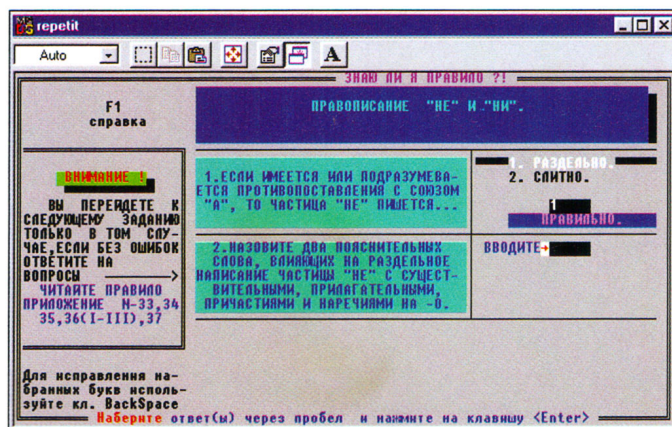 repetit
Auto
A
ЗНАЮ ЛИ Я ПРАВИЛО ?!
F1
справка
ПРАВОПИСАНИЕ "НЕ" И "НИ".
ВНИМАНИЕ !
ВЫ ПЕРЕЙДЕТЕ К
СЛЕДУЮЩЕМУ ЗАДАНИЮ
ТОЛЬКО В ТОМ СЛУ-
ЧАЕ,ЕСЛИ БЕЗ ОШИБОК
ОТВЕТИТЕ НА
ВОПРОСЫ
ЧИТАЙТЕ ПРАВИЛО
ПРИЛОЖЕНИЕ N-33,34
35,36(I-III),37
1.ЕСЛИ ИМЕЕТСЯ ИЛИ ПОДРАЗУМЕВА-
ЕТСЯ ПРОТИВОПОСТАВЛЕНИЯ С СОЮЗОМ
"А", ТО ЧАСТИЦА "НЕ" ПИШЕТСЯ...
1. РАЗДЕЛЬНО.
2. СЛИТНО.
1
ПРАВИЛЬНО.
2.НАЗОВИТЕ ДВА ПОЯСНИТЕЛЬНЫХ
СЛОВА, ВЛИЯЮЩИХ НА РАЗДЕЛЬНОЕ
НАПИСАНИЕ ЧАСТИЦЫ "НЕ" С СУЩЕСТ-
ВИТЕЛЬНЫМИ, ПРИЛАГАТЕЛЬНЫМИ,
ПРИЧАСТИЯМИ И НАРЕЧИЯМИ НА -О.
ВВОДИТЕ
Для исправления на-
бранных букв исполь-
зуйте кл. BackSpace
Наберите ответ(ы) через пробел и нажмите на клавишу <Enter>